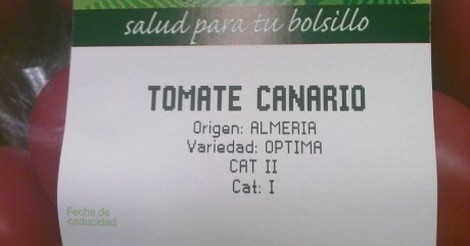 salud para tu bolsillo
TOMATE CANARIO
Origen: ALMERIA
Variedad: OPTIMA
CAT II
Cat: I
Fecha de
caducidad